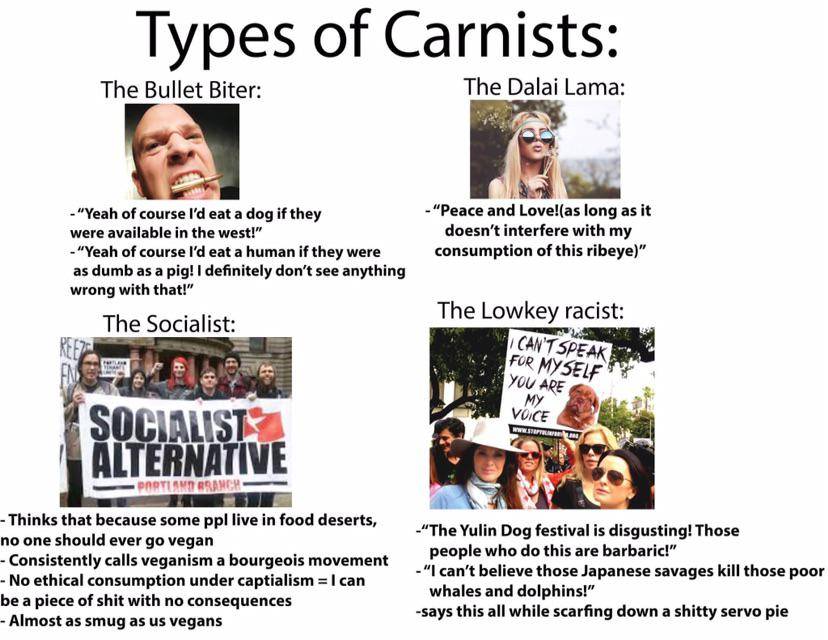 Types of Carnists:
The Bullet Biter:
- “Yeah of course I’d eat a dog if they
were available in the west!”
- “Yeah of course I’d eat a human if they were
as dumb as a pig! I definitely don’t see anything
wrong with that!”
The Dalai Lama:
- “Peace and Love!(as long as it
doesn’t interfere with my
consumption of this ribeye)”
The Socialist:
SOCIALIST
ALTERNATIVE
PORTLAND BRANCH
- Thinks that because some ppl live in food deserts,
no one should ever go vegan
- Consistently calls veganism a bourgeois movement
- No ethical consumption under captialism = I can
be a piece of shit with no consequences
- Almost as smug as us vegans
The Lowkey racist:
I CAN'T SPEAK
FOR MYSELF
YOU ARE
MY
VOICE
-“The Yulin Dog festival is disgusting! Those
people who do this are barbaric!”
-“I can’t believe those Japanese savages kill those poor
whales and dolphins!”
-says this all while scarfing down a shitty servo pie